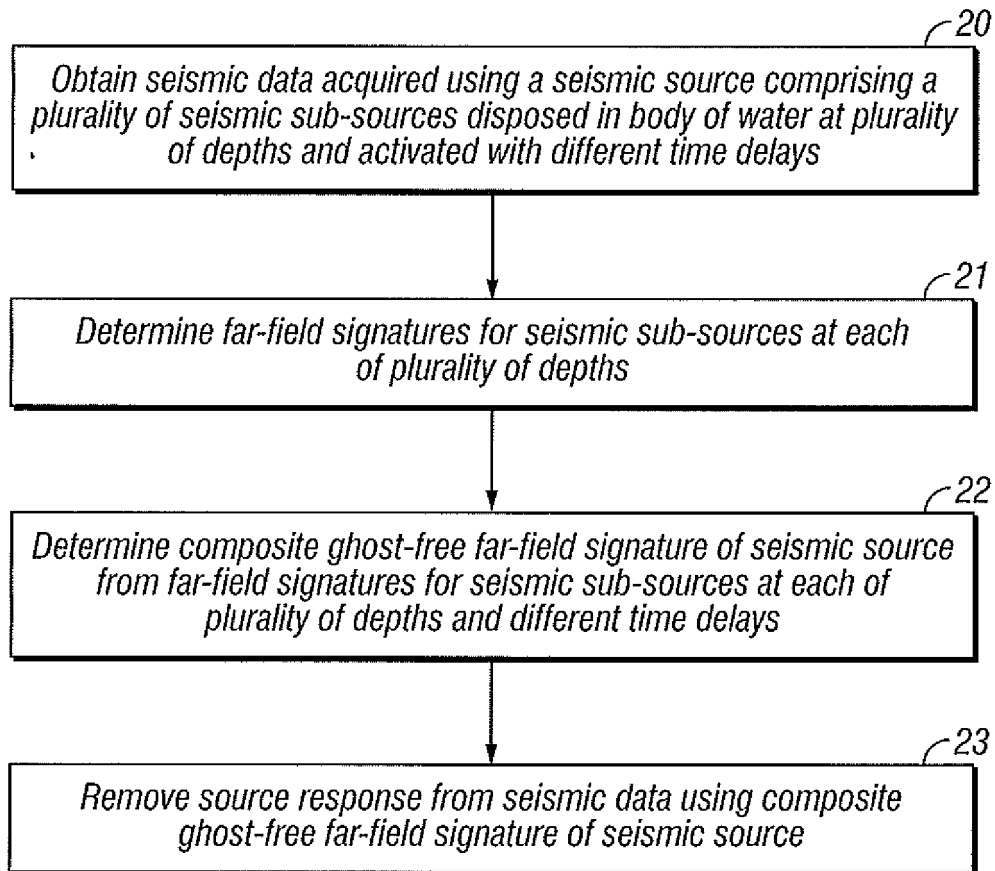 20
Obtain seismic data acquired using a seismic source comprising a
plurality of seismic sub-sources disposed in body of water at plurality
of depths and activated with different time delays
21
Determine far-field signatures for seismic sub-sources at each
of plurality of depths
22
Determine composite ghost-free far-field signature of seismic source
from far-field signatures for seismic sub-sources at each of
plurality of depths and different time delays
23
Remove source response from seismic data using composite
ghost-free far-field signature of seismic source